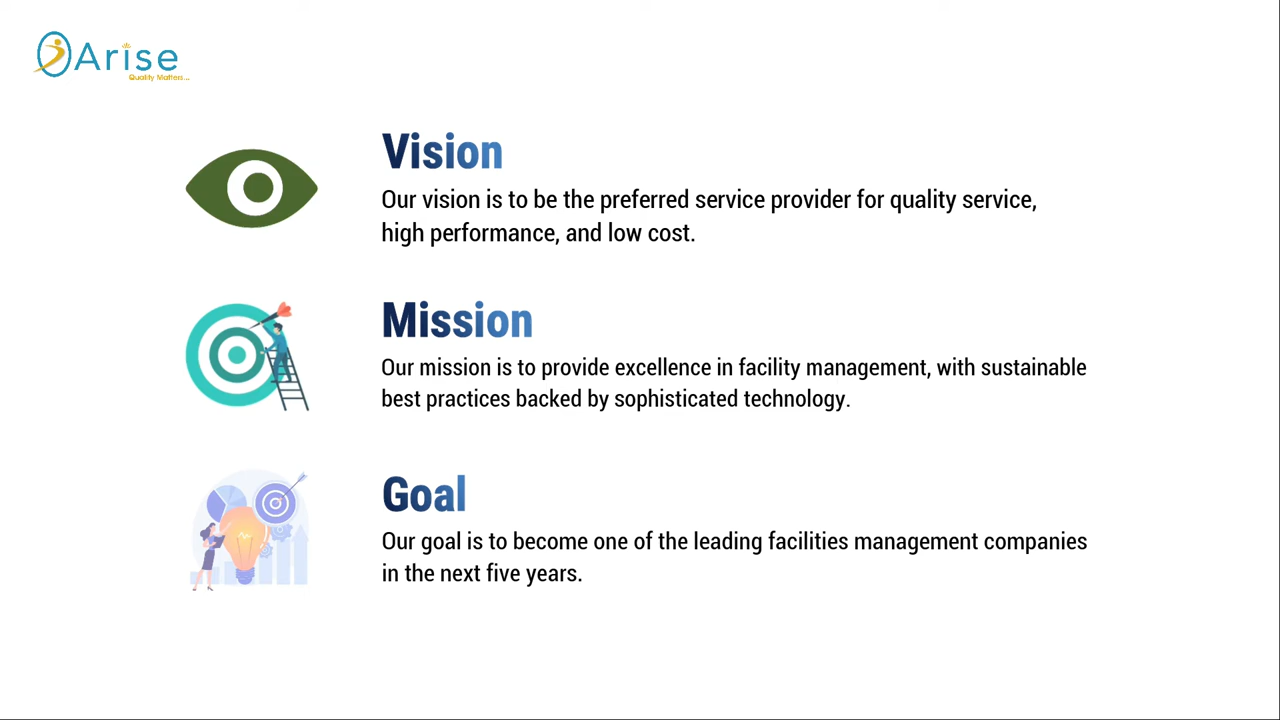 Arise
Quality Matters...
Vision
Our vision is to be the preferred service provider for quality service,
high performance, and low cost.
Mission
Our mission is to provide excellence in facility management, with sustainable
best practices backed by sophisticated technology.
Goal
Our goal is to become one of the leading facilities management companies
in the next five years.